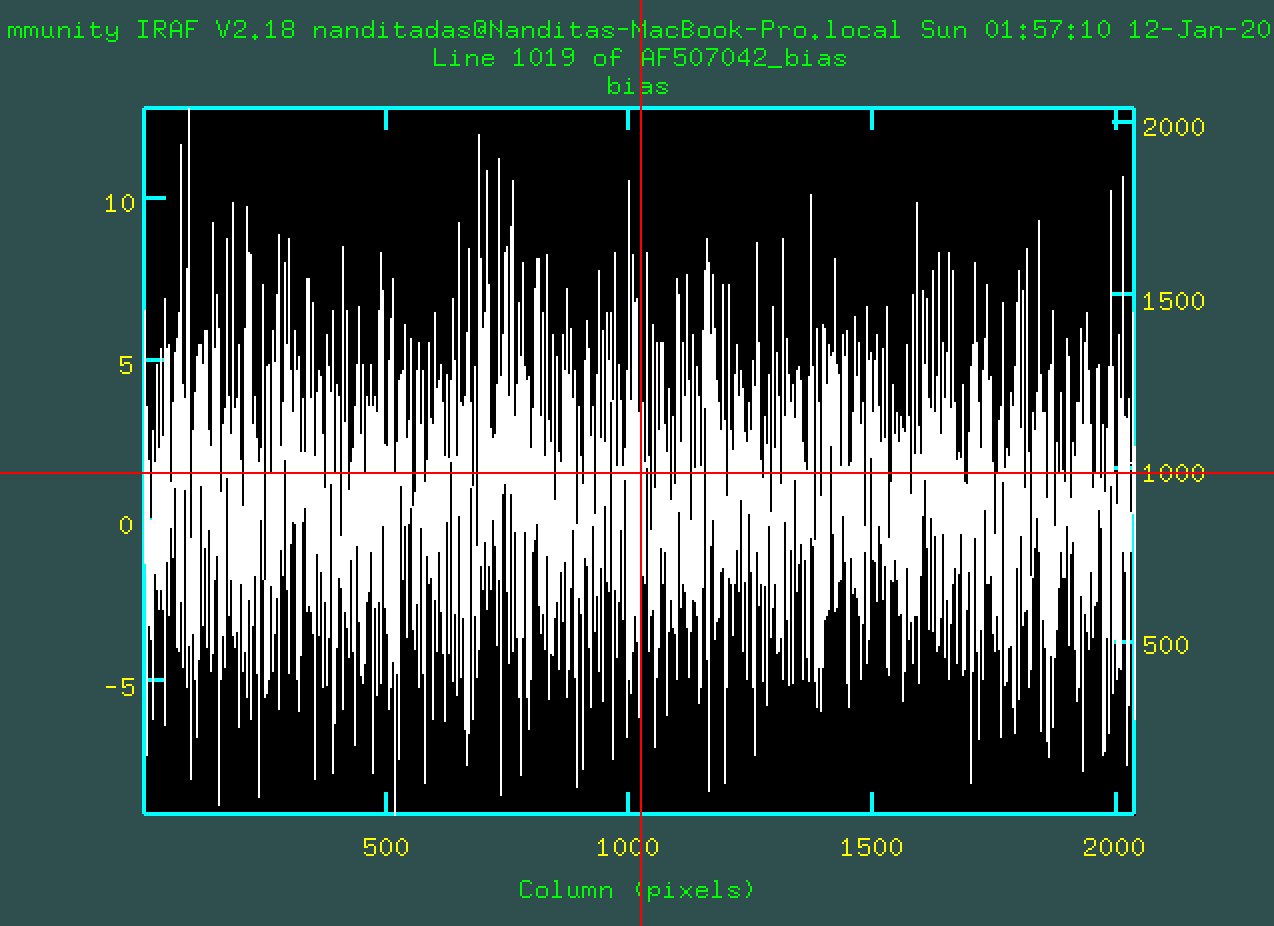 mmunity IRAF V2.18 nanditadas@Nanditas-MacBook-Pro.local Sun 01:57:10 12-Jan-20
Line 1019 of AF507042_bias
bias
2000
10
1500
5
1000
0
500
-5
500 1000 1500 2000
Column (pixels)